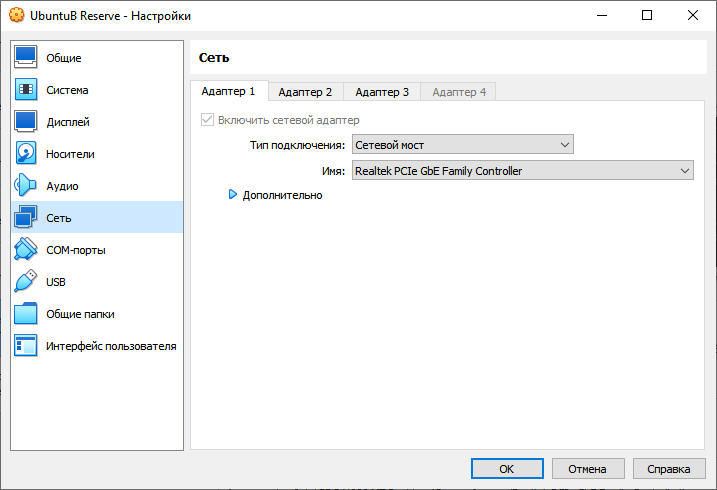 UbuntuB Reserve - Настройки
Общие
Система
Дисплей
Носители
Аудио
Сеть
COM-порты
USB
Общие папки
Интерфейс пользователя
Сеть
Адаптер 1 Адаптер 2 Адаптер 3 Адаптер 4
Включить сетевой адаптер
Тип подключения: Сетевой мост
Имя: Realtek PCIe GbE Family Controller
Дополнительно
OK Отмена Справка